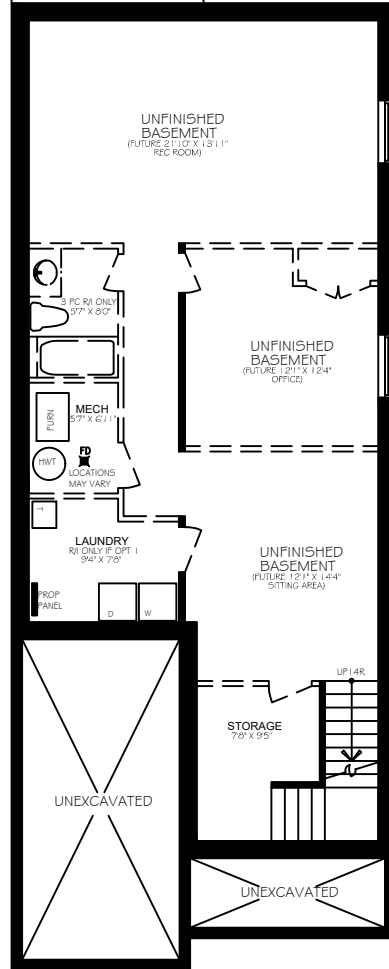 UNFINISHED
BASEMENT
(FUTURE 21'10" X 13'11"
REC ROOM)
3 PC R/I ONLY
5'7" X 8'0"
UNFINISHED
BASEMENT
(FUTURE 12'1" X 12'4"
OFFICE)
FURN
MECH
5'7" X 6'11"
HWT
FD
LOCATIONS
MAY VARY
T
LAUNDRY
R/I ONLY IF OPT 1
9'4" X 7'8"
UNFINISHED
BASEMENT
(FUTURE 12'1" X 14'4"
SITTING AREA)
PROP
PANEL
D
W
UP14R
STORAGE
7'8" X 9'5"
UNEXCAVATED
UNEXCAVATED